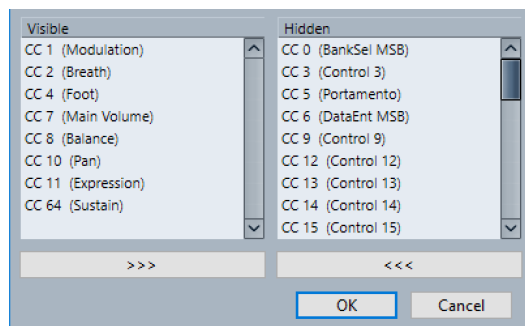 Visible
CC 1 (Modulation)
CC 2 (Breath)
CC 4 (Foot)
CC 7 (Main Volume)
CC 8 (Balance)
CC 10 (Pan)
CC 11 (Expression)
CC 64 (Sustain)
>>>
Hidden
CC 0 (BankSel MSB)
CC 3 (Control 3)
CC 5 (Portamento)
CC 6 (DataEnt MSB)
CC 9 (Control 9)
CC 12 (Control 12)
CC 13 (Control 13)
CC 14 (Control 14)
CC 15 (Control 15)
<<<
OK
Cancel